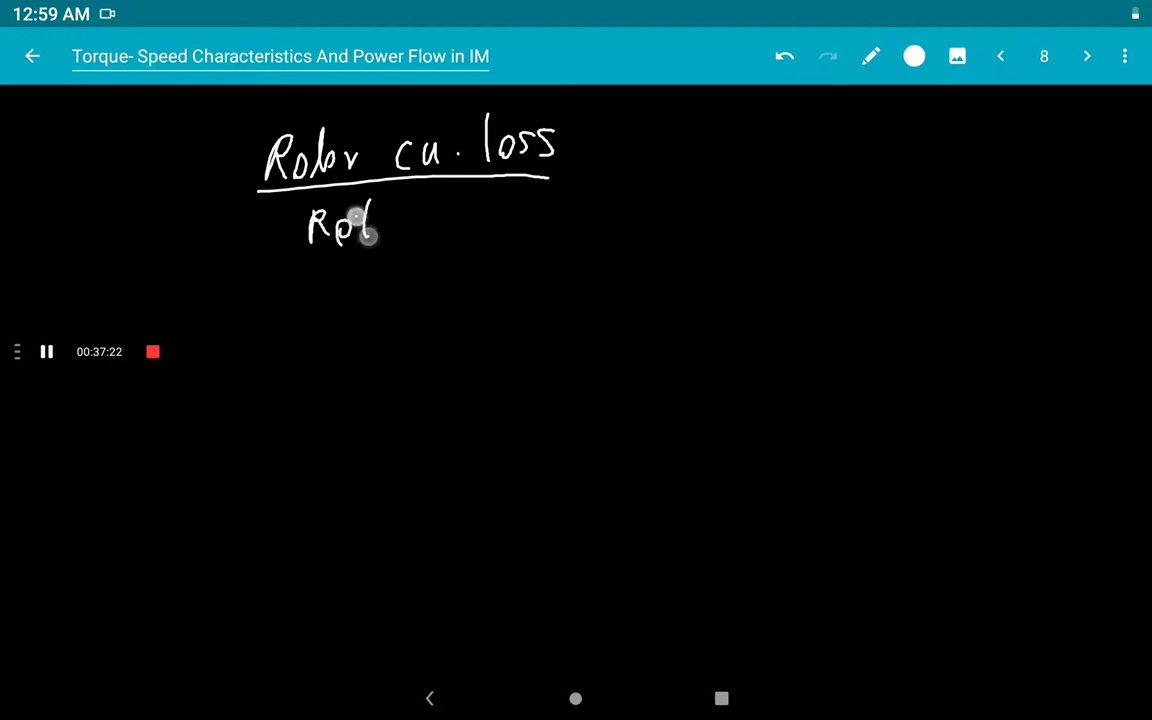 12:59 AM
Torque- Speed Characteristics And Power Flow in IM
8
Rotor cu. loss
Rot
00:37:22